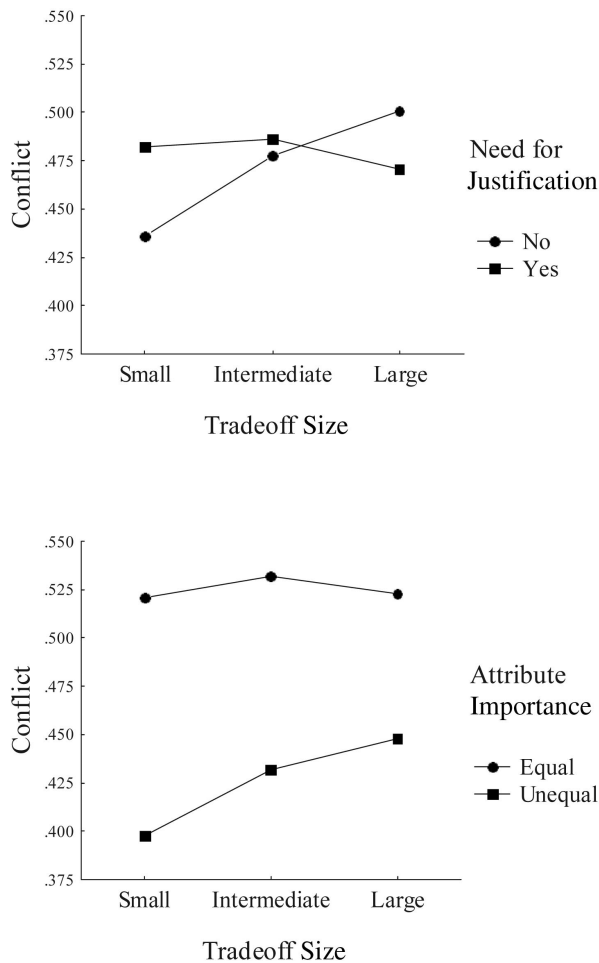 .550
.525
.500
.475
.450
.425
.400
.375
Conflict
Small Intermediate Large
Tradeoff Size
Need for
Justification
No
Yes
.550
.525
.500
.475
.450
.425
.400
.375
Conflict
Small Intermediate Large
Tradeoff Size
Attribute
Importance
Equal
Unequal